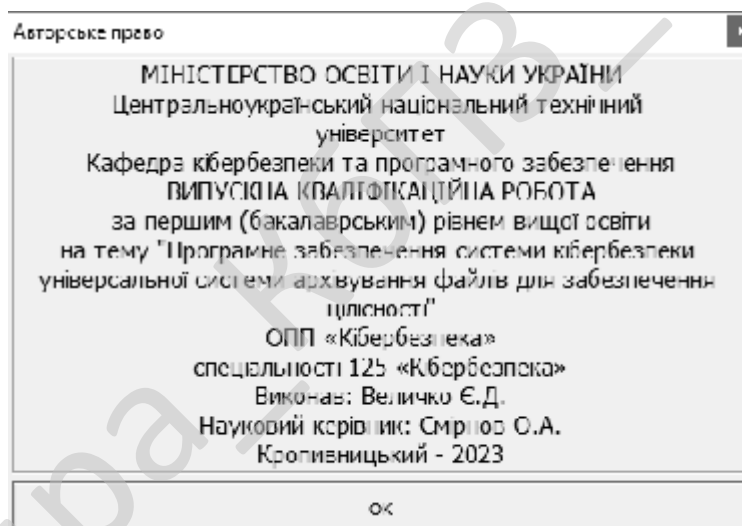 Авторське право
МІНІСТЕРСТВО ОСВІТИ І НАУКИ УКРАЇНИ
Центральноукраїнський національний технічний
університет
Кафедра кібербезпеки та програмного забезпечення
ВИПУСКНА КВАЛІФІКАЦІЙНА РОБОТА
за першим (бакалаврським) рівнем вищої освіти
на тему "Програмне забезпечення системи кібербезпеки
універсальної системи архівування файлів для забезпечення
цілісності"
ОПП «Кібербезпека»
спеціальності 125 «Кібербезпека»
Виконав: Величко Є.Д.
Науковий керівник: Смірнов О.А.
Кропивницький - 2023
ОК